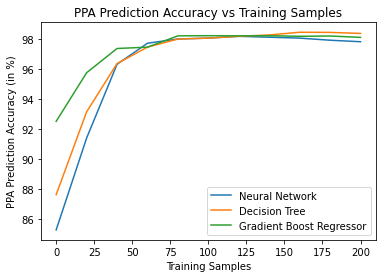 PPA Prediction Accuracy vs Training Samples
PPA Prediction Accuracy (in %)
98
96
94
92
90
88
86
Neural Network
Decision Tree
Gradient Boost Regressor
0 25 50 75 100 125 150 175 200
Training Samples